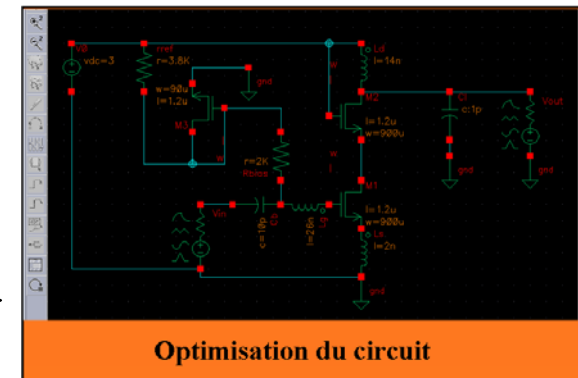 V0
vdc=3
rref
r=3.8K
gnd
w=90u
l=1.2u
M3
Ld
l=14n
M2
l=1.2u
w=900u
Cl
c:1p
Vout
gnd
gnd
r=2K
Rbias
Vin
Cb
c=10p
l=26n
Lg
M1
l=1.2u
w=900u
Ls
l=2n
gnd
Optimisation du circuit